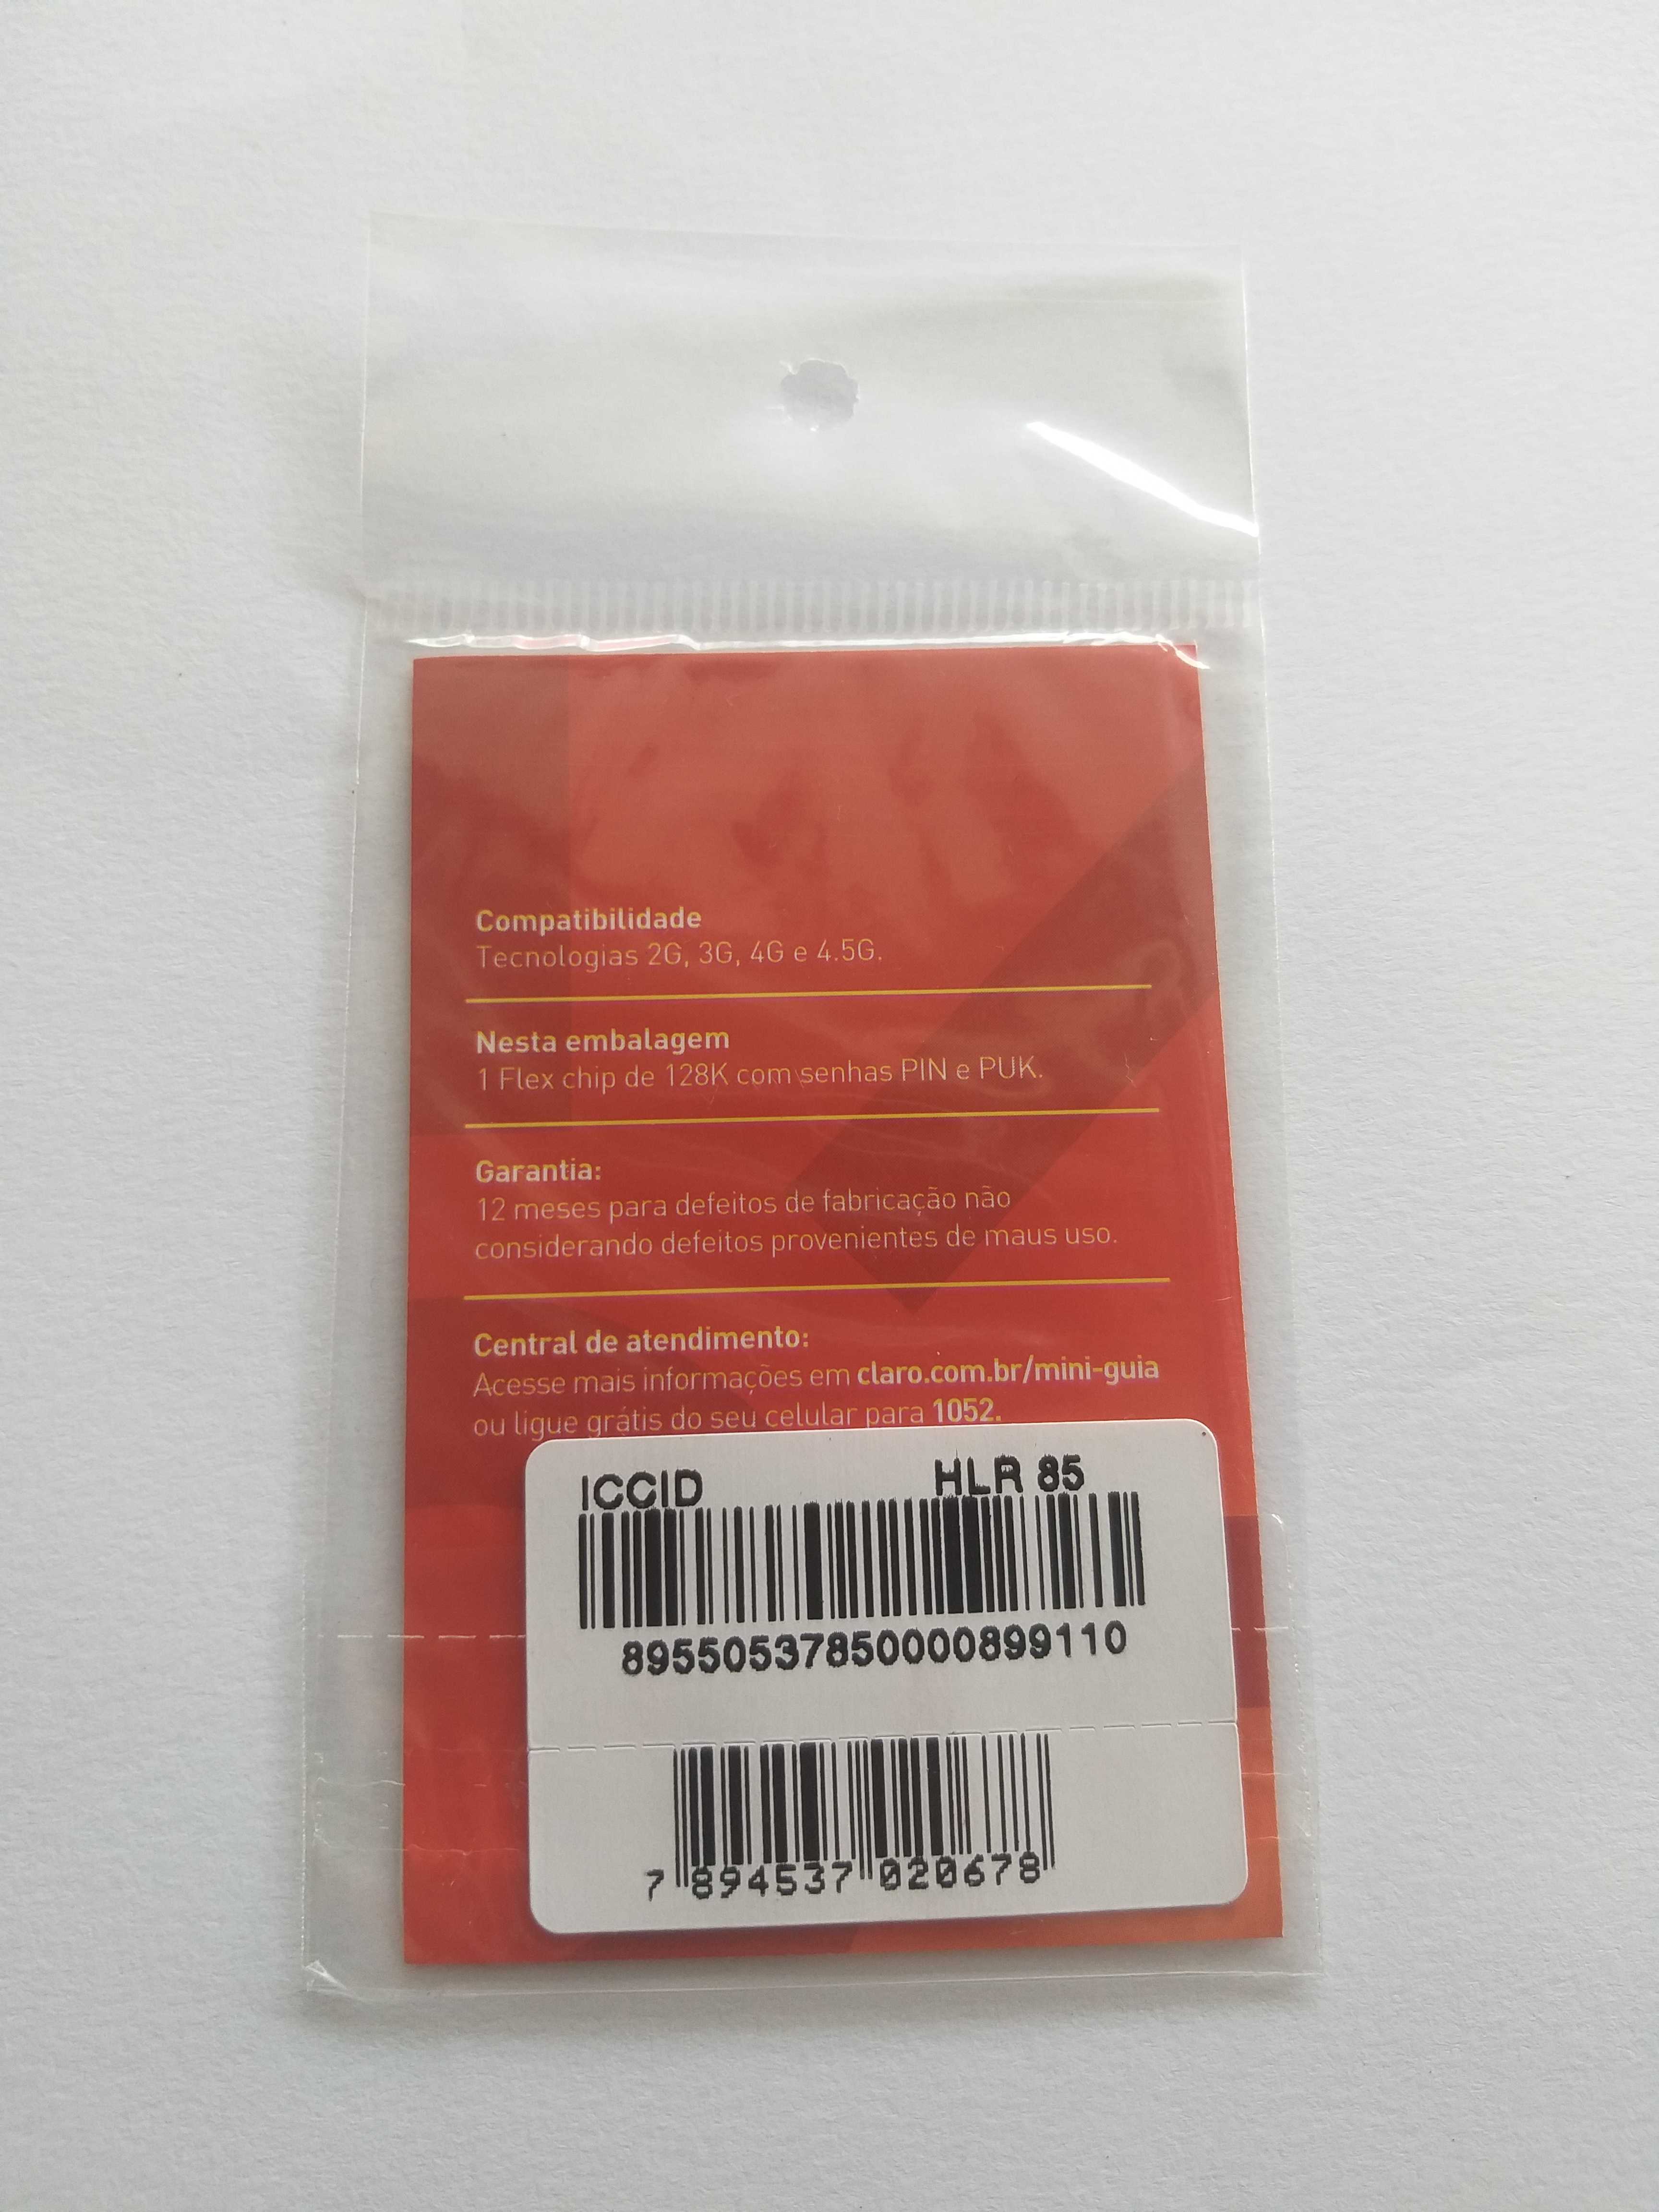 Compatibilidade
Tecnologias 2G, 3G, 4G e 4.5G.
Nesta embalagem
1 Flex chip de 128K com senhas PIN e PUK.
Garantia:
12 meses para defeitos de fabricação não
considerando defeitos provenientes de maus uso.
Central de atendimento:
Acesse mais informações em claro.com.br/mini-guia
ou ligue grátis do seu celular para 1052.
ICCID HLR 85
89550537850000899110
7 894537 020678